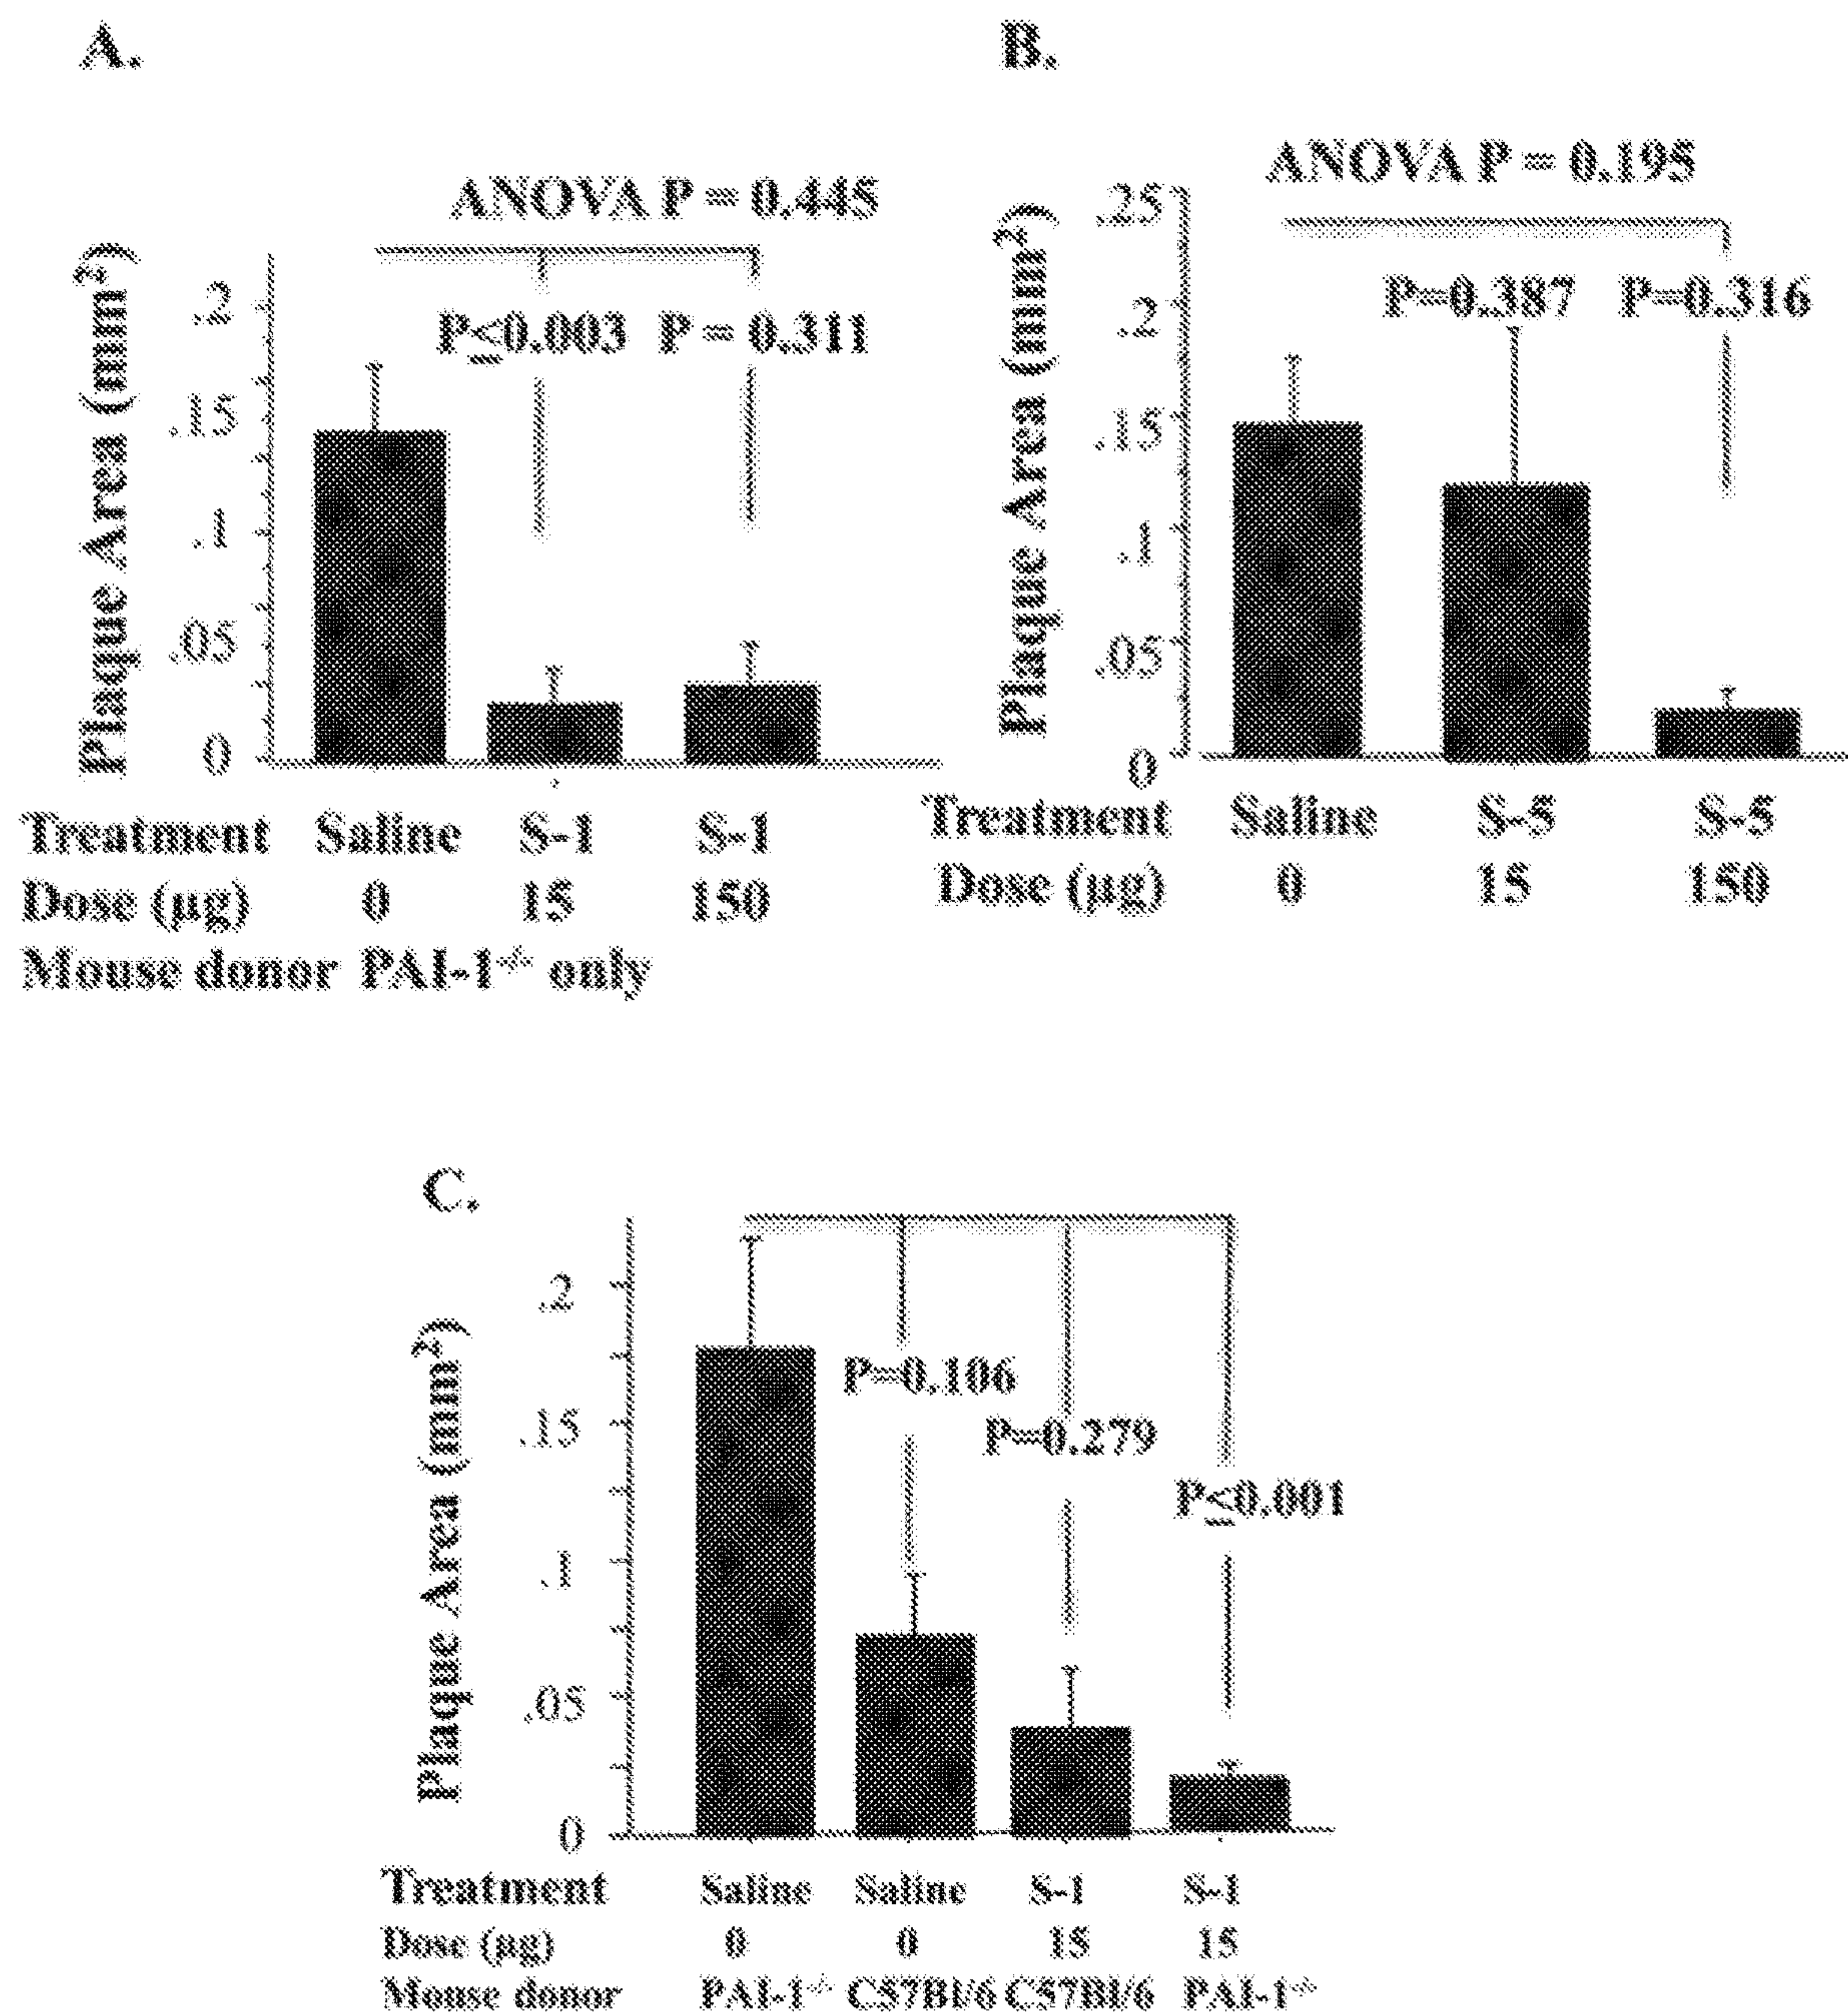 A.
ANOVA P = 0.445
P≤0.003 P = 0.311
Plaque Area (mm²)
.2
.15
.1
.05
0
Treatment Saline S-1 S-1
Dose (µg) 0 15 150
Mouse donor PAI-1-/- only
B.
ANOVA P = 0.195
P=0.387 P=0.316
Plaque Area (mm²)
.25
.2
.15
.1
.05
0
Treatment Saline S-5 S-5
Dose (µg) 0 15 150
C.
P=0.106
P=0.279
P≤0.001
Plaque Area (mm²)
.2
.15
.1
.05
0
Treatment Saline Saline S-1 S-1
Dose (µg) 0 0 15 15
Mouse donor PAI-1-/- C57Bl/6 C57Bl/6 PAI-1-/-